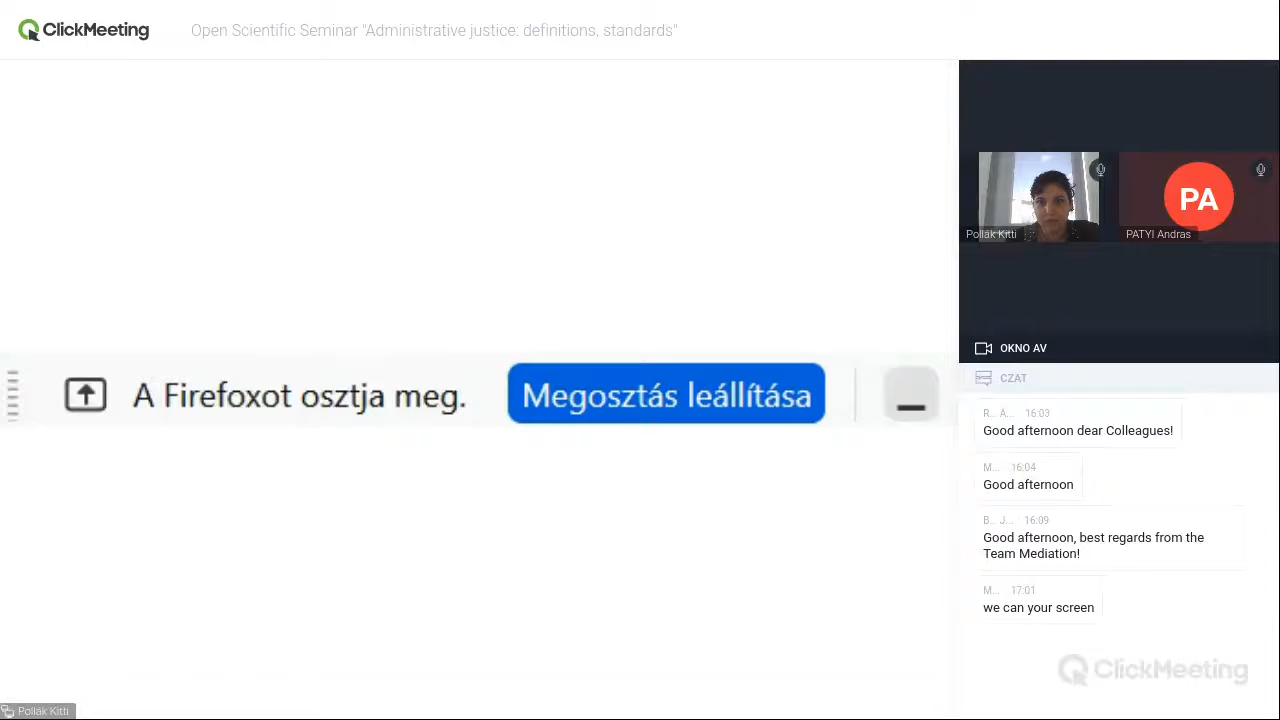 ClickMeeting
Open Scientific Seminar "Administrative justice: definitions, standards"
A Firefoxot osztja meg.
Megosztás leállítása
Pollák Kitti
PA
PATYI Andras
OKNO AV
CZAT
R... A... 16:03
Good afternoon dear Colleagues!
M... 16:04
Good afternoon
B... J... 16:09
Good afternoon, best regards from the
Team Mediation!
M... 17:01
we can your screen
ClickMeeting
Pollák Kitti